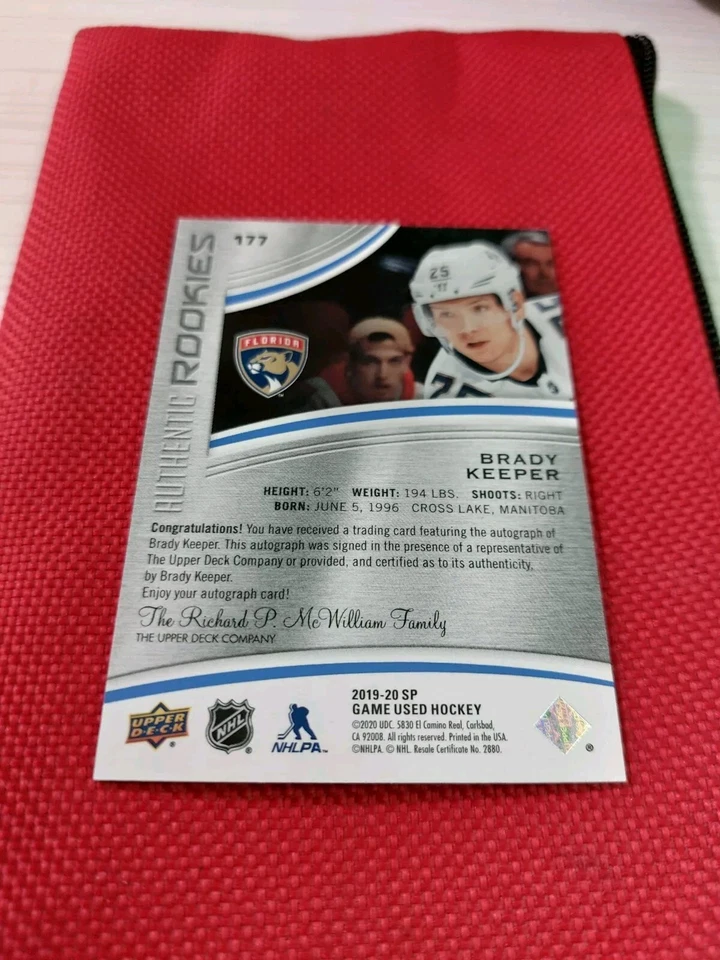 177
AUTHENTIC ROOKIES
25
FLORIDA
25
BRADY
KEEPER
HEIGHT: 6'2" WEIGHT: 194 LBS. SHOOTS: RIGHT
BORN: JUNE 5, 1996 CROSS LAKE, MANITOBA
Congratulations! You have received a trading card featuring the autograph of
Brady Keeper. This autograph was signed in the presence of a representative of
The Upper Deck Company or provided, and certified as to its authenticity,
by Brady Keeper.
Enjoy your autograph card!
The Richard P. McWilliam Family
THE UPPER DECK COMPANY
2019-20 SP
GAME USED HOCKEY
©2020 UDC. 5830 El Camino Real, Carlsbad,
CA 92008. All rights reserved. Printed in the USA.
©NHLPA. © NHL. Resale Certificate No. 2880.
UPPER
DECK
NHL
NHLPA